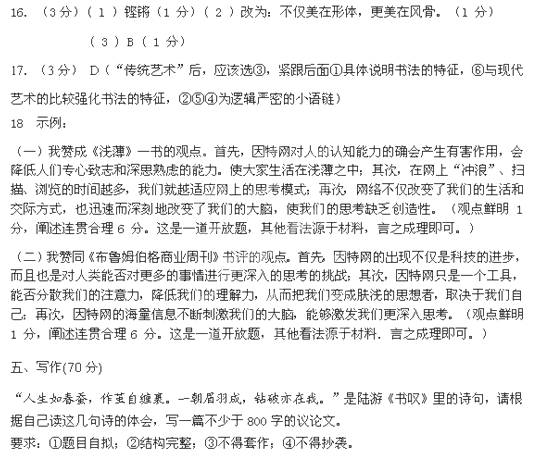 16. （3分）（1）铿锵（1分）（2）改为：不仅美在形体，更美在风骨。（1分）
（3）B（1分）
17. （3分） D（“传统艺术”后，应该选③，紧跟后面①具体说明书法的特征，⑥与现代
艺术的比较强化书法的特征，②⑤④为逻辑严密的小语链）
18 示例：
（一）我赞成《浅薄》一书的观点。首先，因特网对人的认知能力的确会产生有害作用，会
降低人们专心致志和深思熟虑的能力。使大家生活在浅薄之中；其次，在网上“冲浪”、扫
描、浏览的时间越多，我们就越适应网上的思考模式；再次，网络不仅改变了我们的生活和
交际方式，也迅速而深刻地改变了我们的大脑，使我们的思考缺乏创造性。（观点鲜明 1
分，阐述连贯合理 6 分。这是一道开放题，其他看法源于材料，言之成理即可。）
（二）我赞同《布鲁姆伯格商业周刊》书评的观点。首先，因特网的出现不仅是科技的进步，
而且也是对人类能否对更多的事情进行更深入的思考的挑战；其次，因特网只是一个工具，
能否分散我们的注意力，降低我们的理解力，从而把我们变成肤浅的思想者，取决于我们自
己；再次，因特网的海量信息不断刺激我们的大脑，能够激发我们更深入思考。（观点鲜明
1 分，阐述连贯合理 6 分。这是一道开放题，其他看法源于材料．言之成理即可。）
五、写作(70 分)
“人生如春蚕，作茧自缠裹。一朝眉羽成，钻破亦在我。”是陆游《书叹》里的诗句，请根
据自己读这几句诗的体会，写一篇不少于 800 字的议论文。
要求：①题目自拟；②结构完整；③不得套作；④不得抄袭。